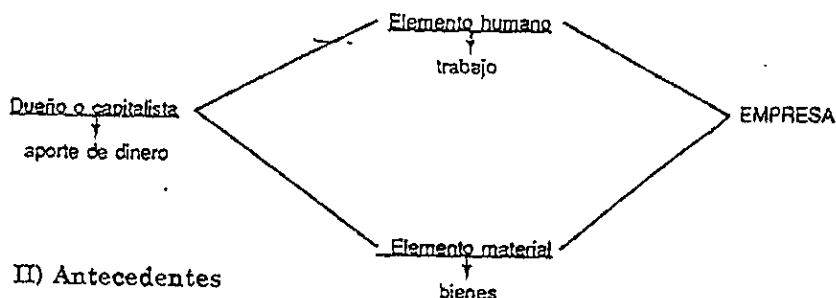 Elemento humano
trabajo
Dueño o capitalista
EMPRESA
aporte de dinero
Elemento material
II) Antecedentes
bienes